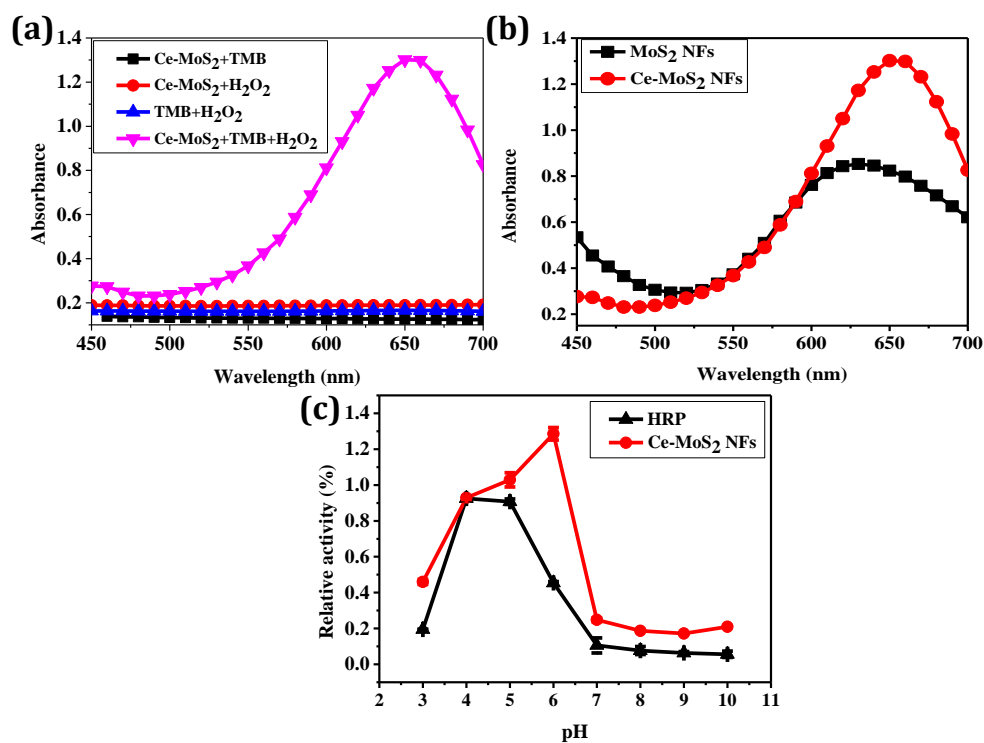 (a)
1.4
1.2
1.0
0.8
0.6
0.4
0.2
Absorbance
Ce-MoS₂+TMB
Ce-MoS₂+H₂O₂
TMB+H₂O₂
Ce-MoS₂+TMB+H₂O₂
450 500 550 600 650 700
Wavelength (nm)
(b)
1.4
1.2
1.0
0.8
0.6
0.4
0.2
Absorbance
MoS₂ NFs
Ce-MoS₂ NFs
450 500 550 600 650 700
Wavelength (nm)
(c)
1.4
1.2
1.0
0.8
0.6
0.4
0.2
0.0
Relative activity (%)
HRP
Ce-MoS₂ NFs
2 3 4 5 6 7 8 9 10 11
pH